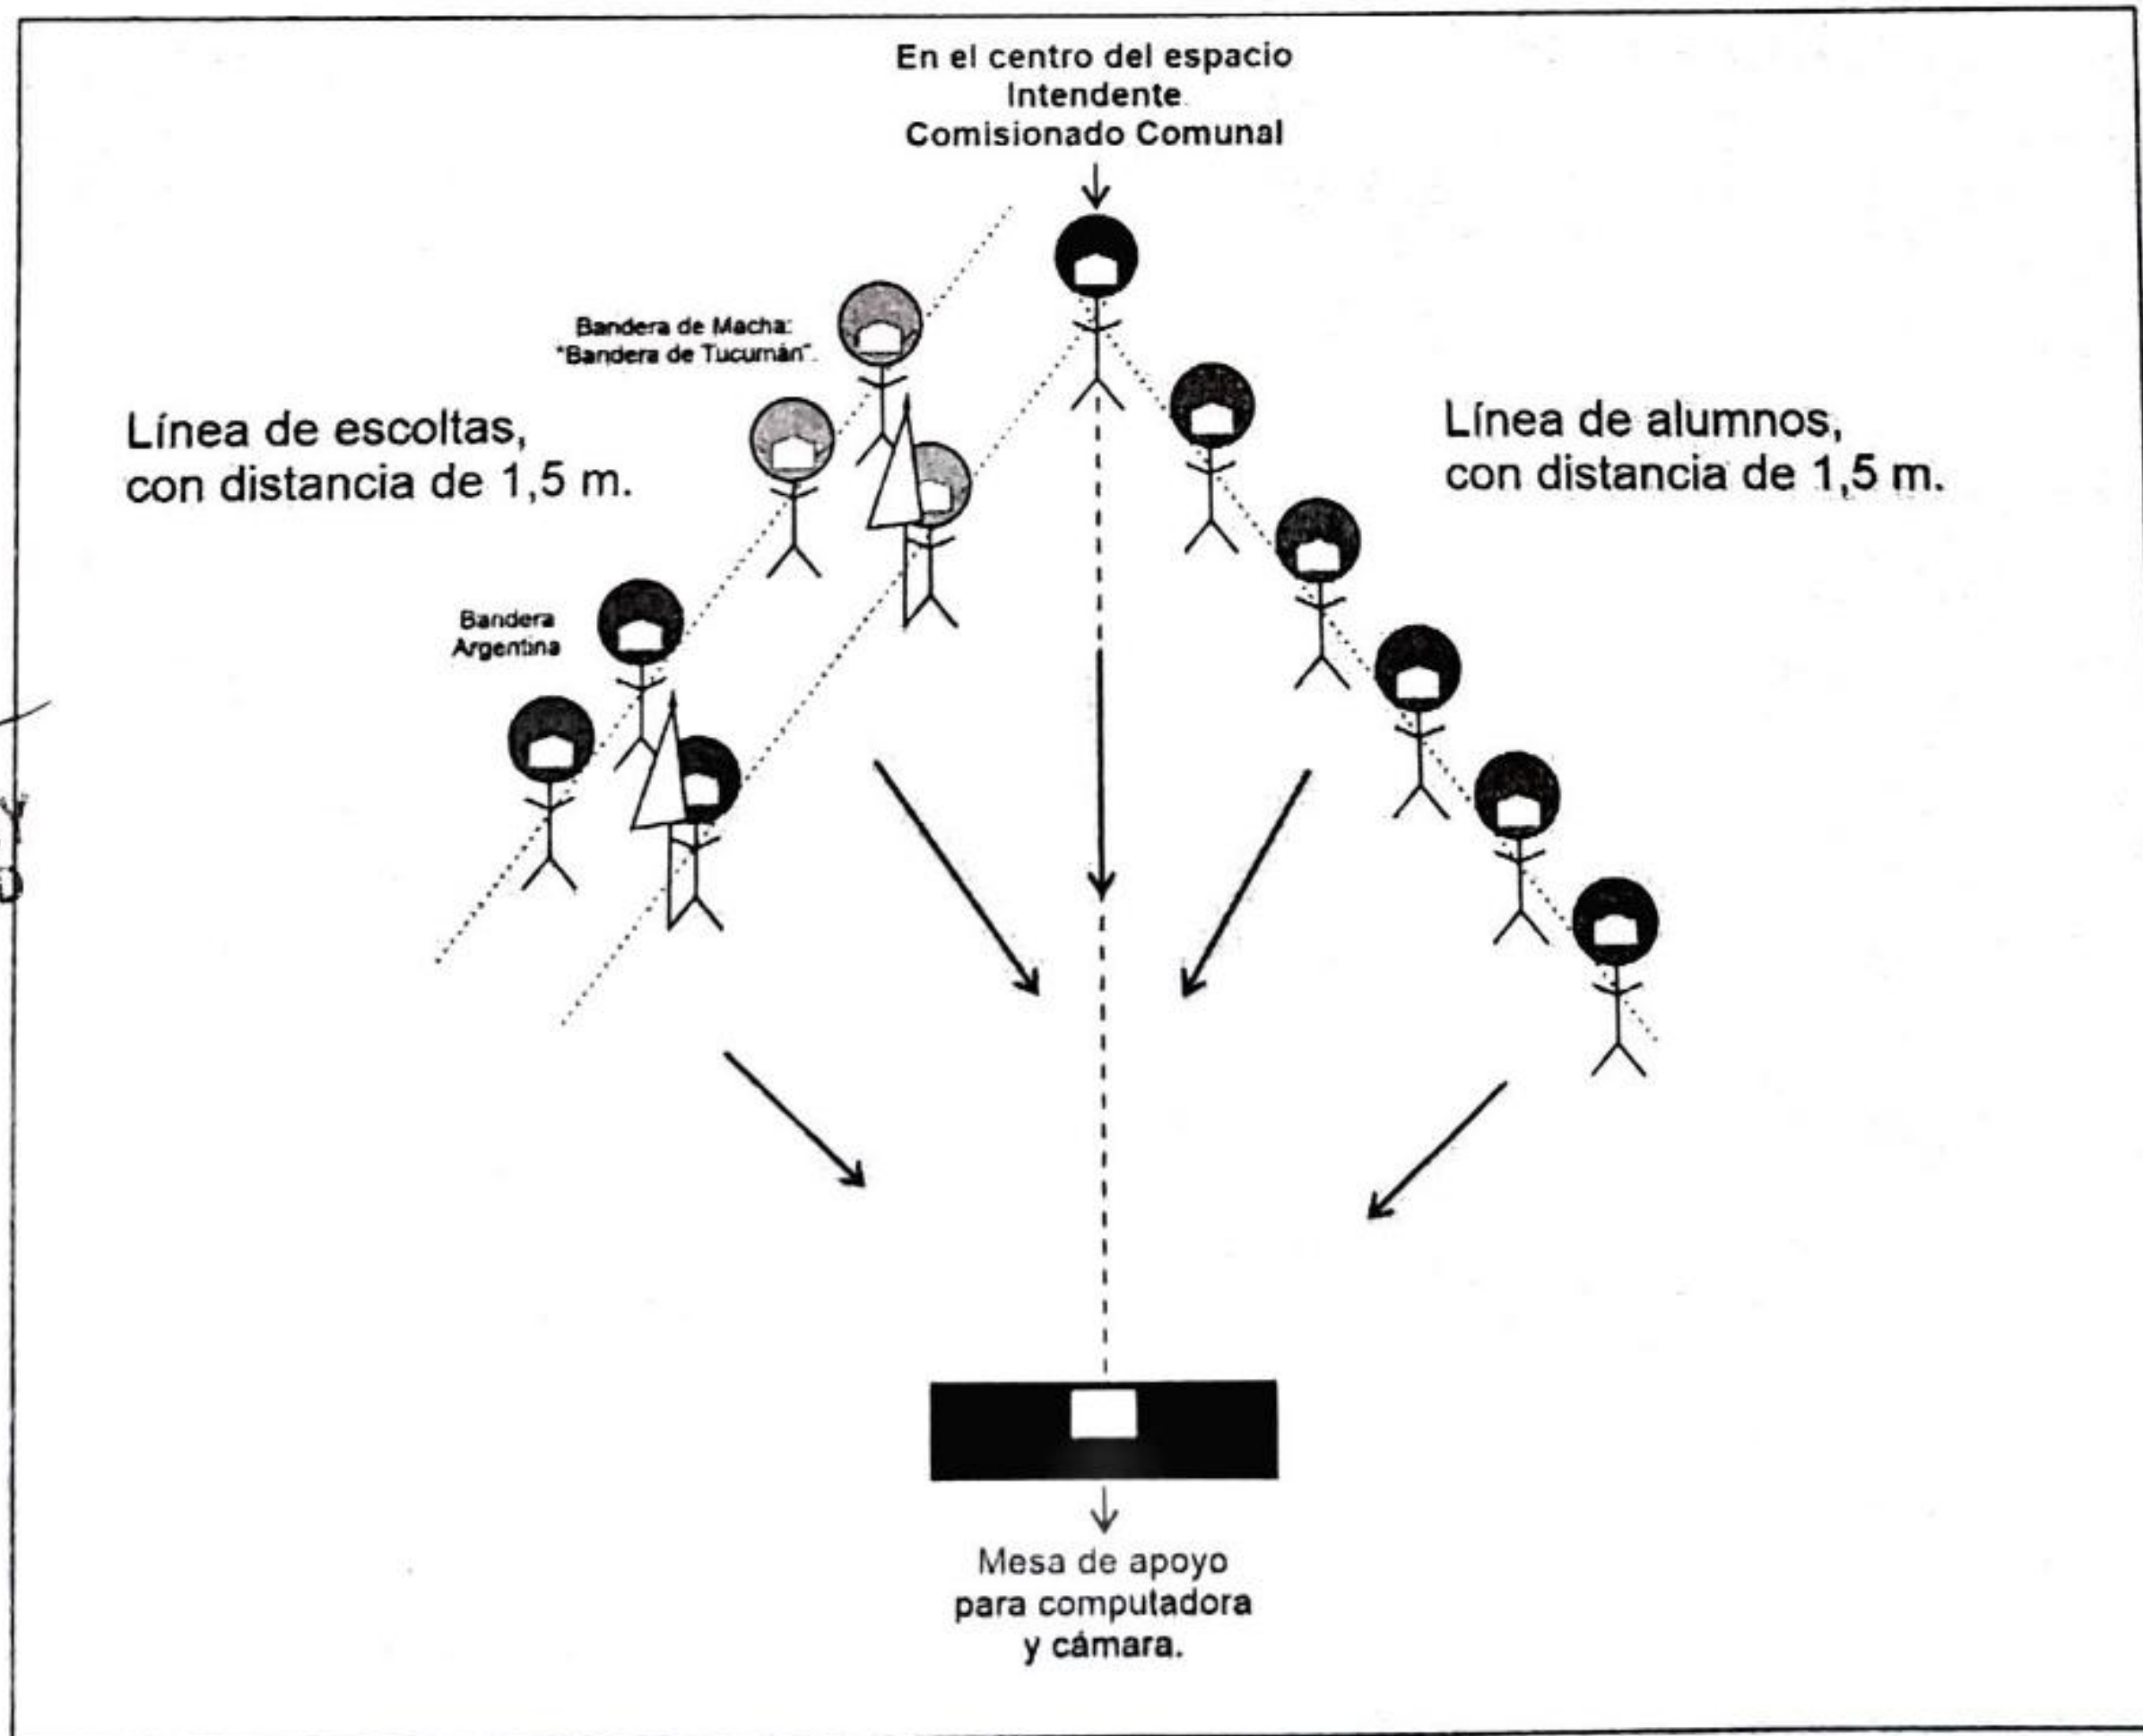 En el centro del espacio
Intendente
Comisionado Comunal
Bandera de Macha:
"Bandera de Tucumán".
Línea de escoltas,
con distancia de 1,5 m.
Línea de alumnos,
con distancia de 1,5 m.
Bandera
Argentina
Mesa de apoyo
para computadora
y cámara.